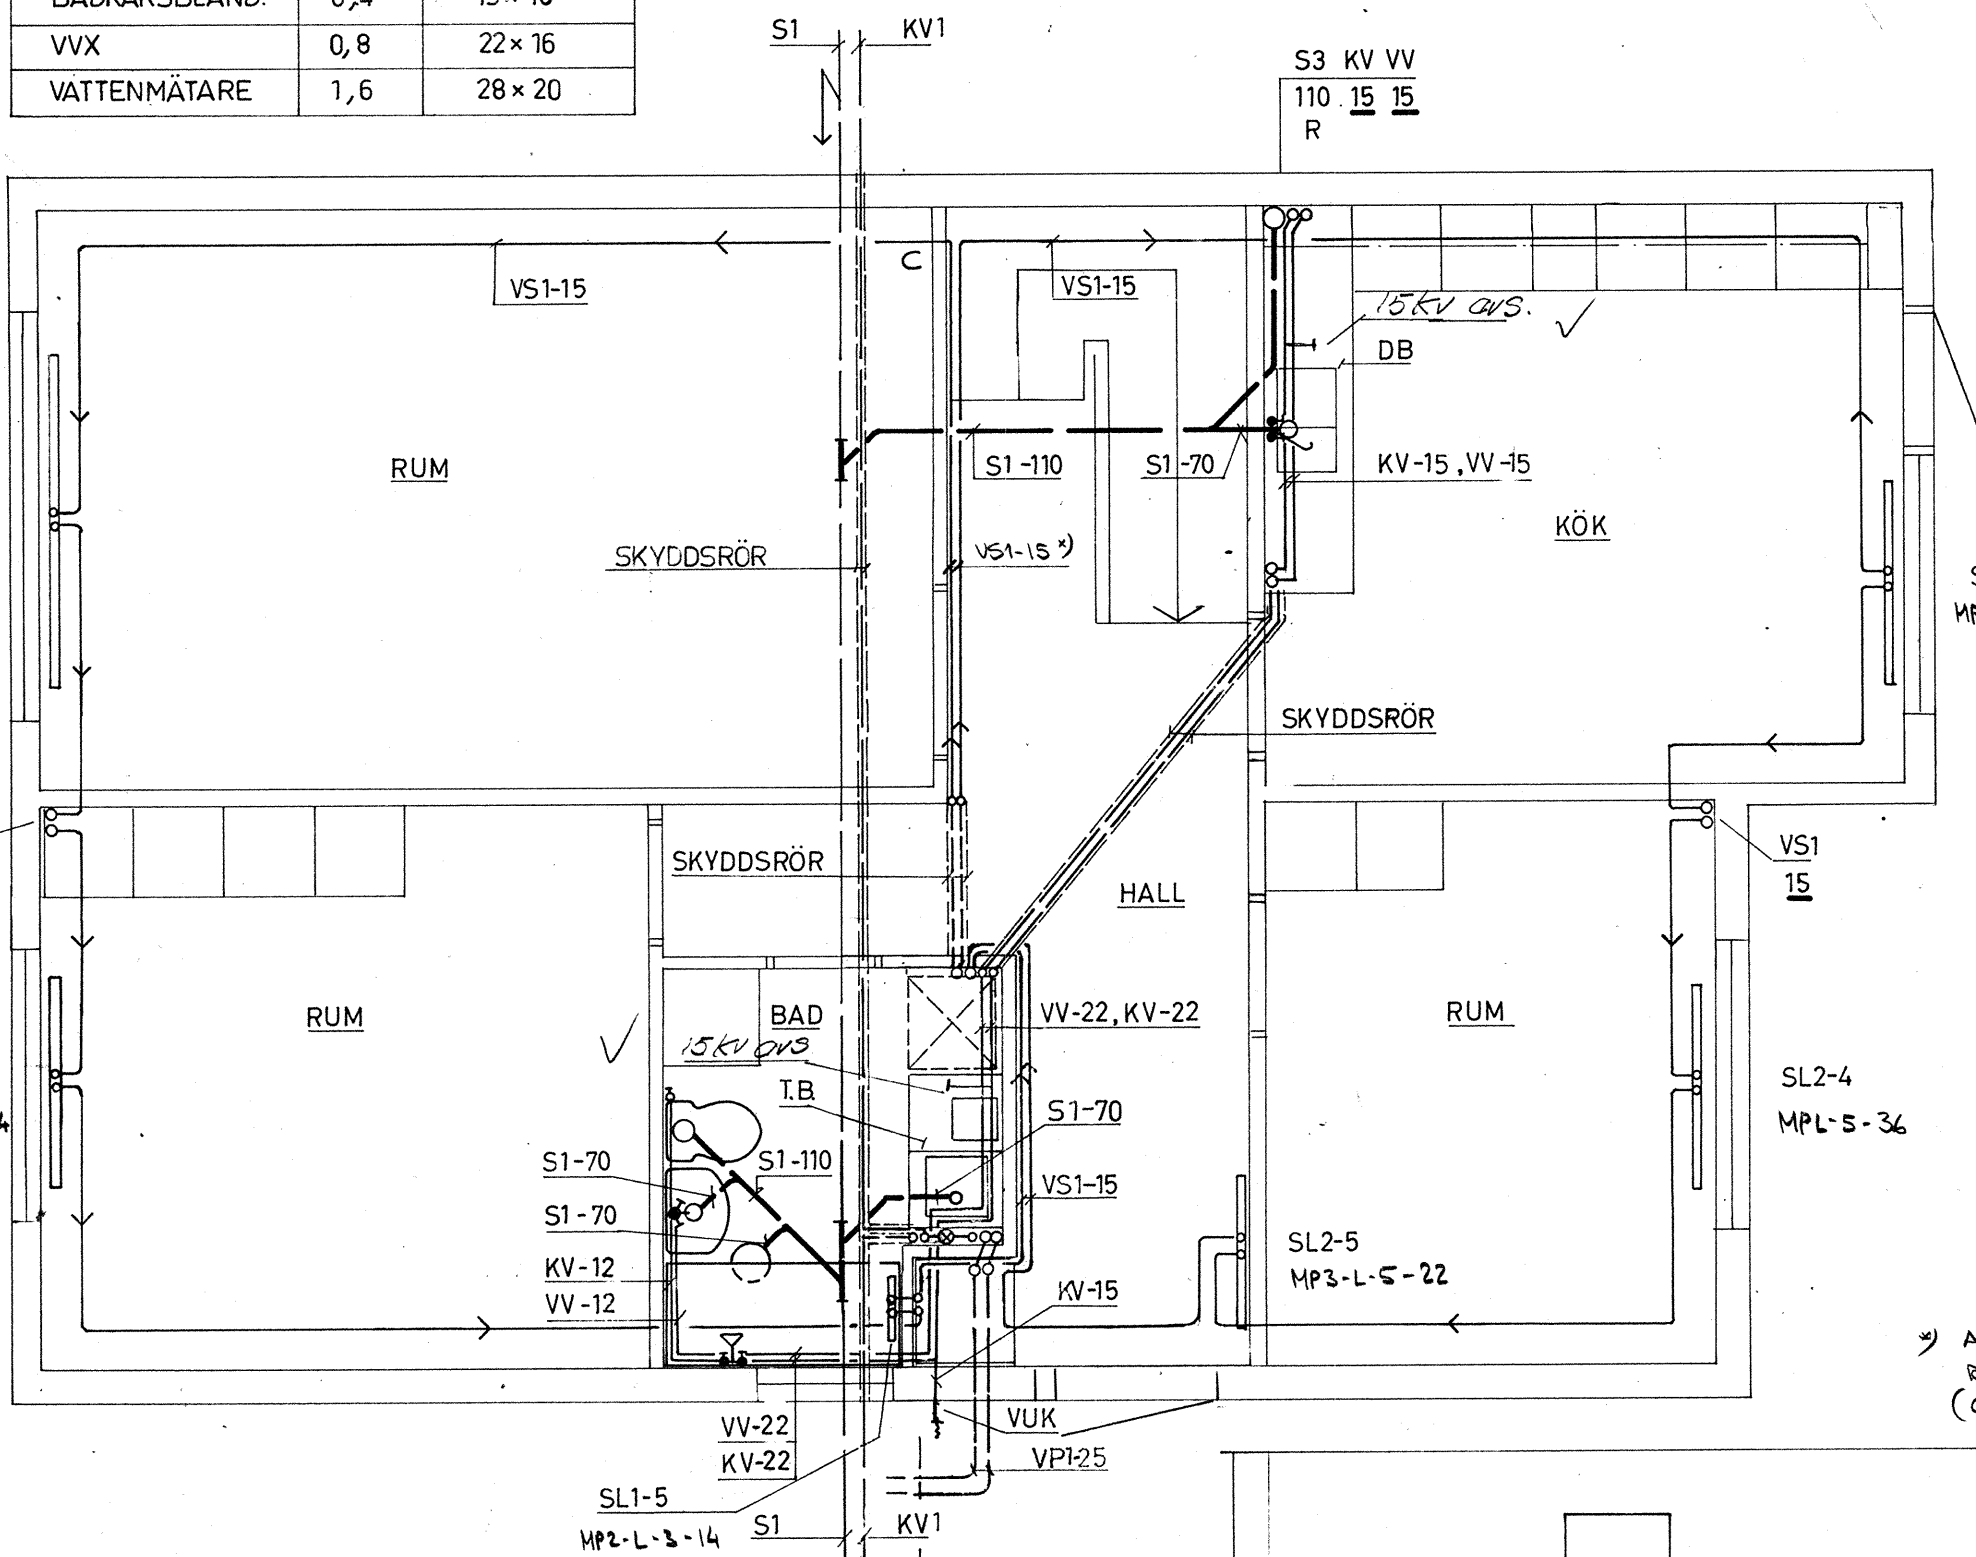 VVX 0,8 22×16
VATTENMÄTARE 1,6 28×20
S1 KV1
S3 KV VV
110 15 15
R
C
VS1-15
VS1-15
15 KV avs.
DB
RUM
S1-110
S1-70
KV-15, VV-15
KÖK
SKYDDSRÖR
VS1-15 *)
SKYDDSRÖR
SKYDDSRÖR
HALL
VS1
15
RUM
BAD
VV-22, KV-22
RUM
15 KV avs
T.B.
S1-70
SL2-4
MPL-5-36
S1-70
S1-110
VS1-15
S1-70
SL2-5
MP3-L-5-22
KV-12
VV-12
KV-15
*)
VV-22
KV-22
VUK
VP1-25
SL1-5
MP2-L-3-14
S1 KV1